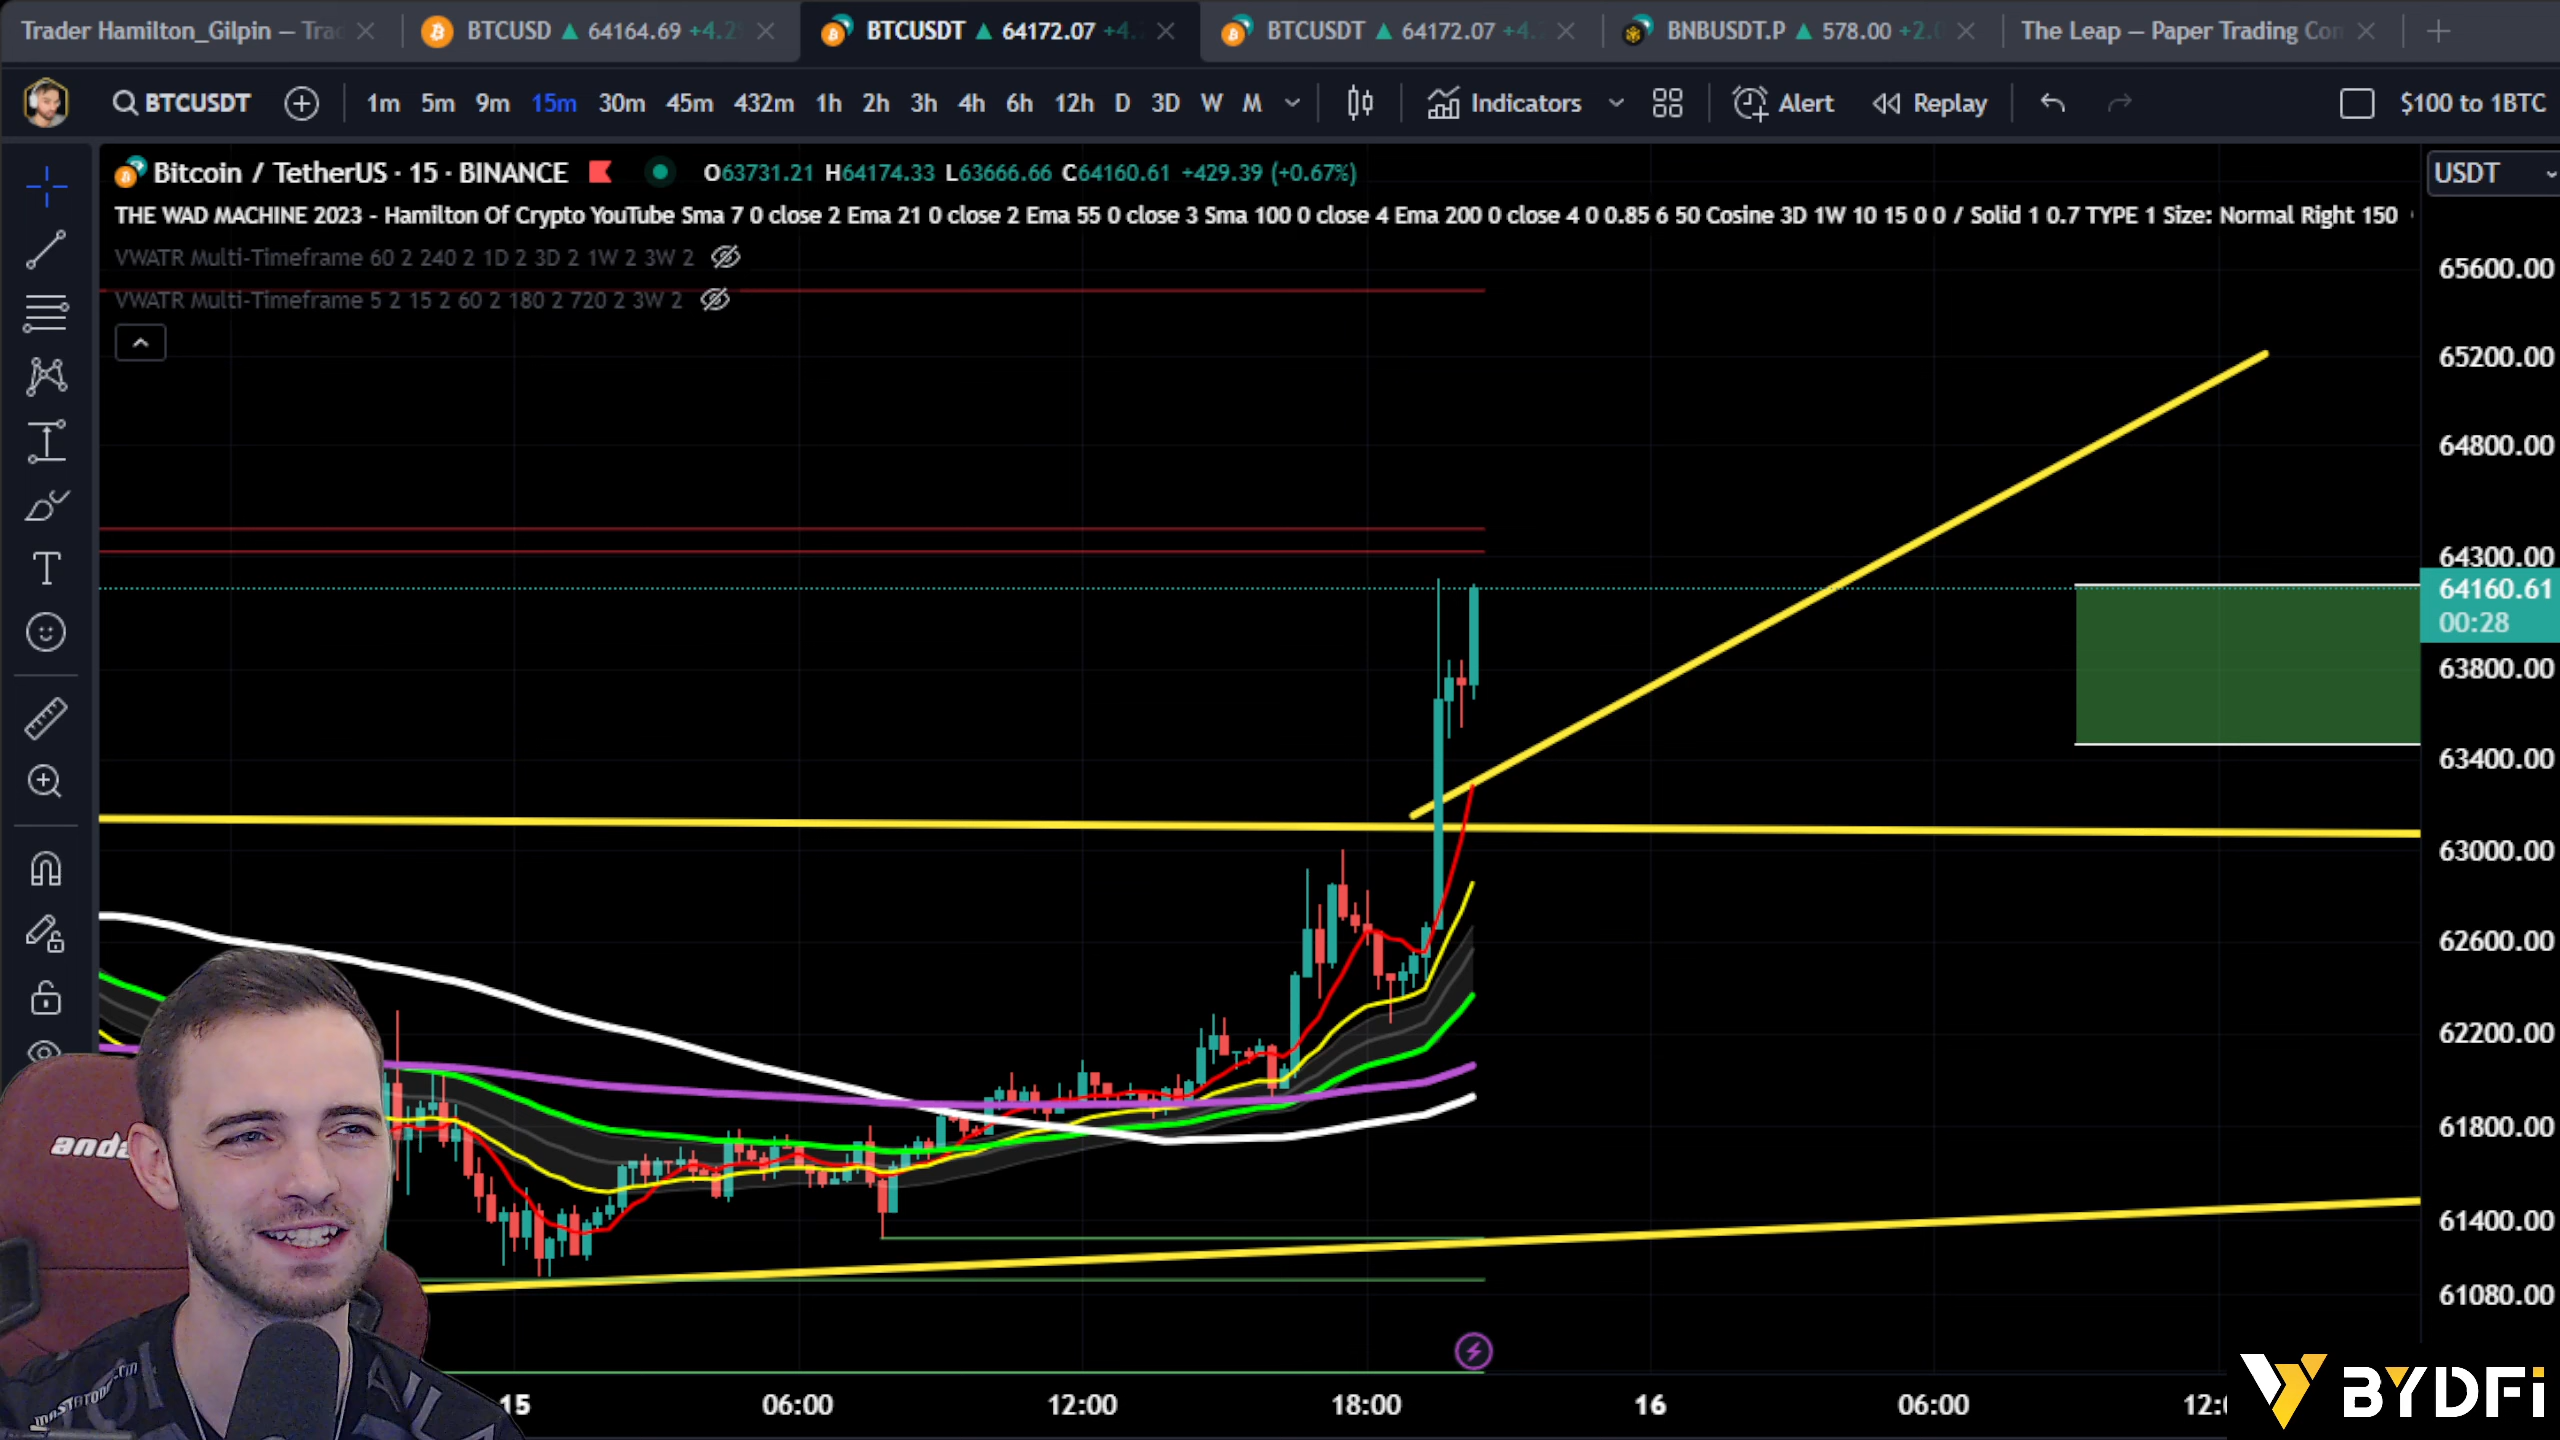 Trader Hamilton_Gilpin – Trad
BTCUSD ▲ 64164.69 +4.2
BTCUSDT ▲ 64172.07 +4.
BTCUSDT ▲ 64172.07 +4.
BNBUSDT.P ▲ 578.00 +2.0
The Leap – Paper Trading Con
BTCUSDT 1m 5m 9m 15m 30m 45m 432m 1h 2h 3h 4h 6h 12h D 3D W M Indicators Alert Replay $100 to 1BTC
Bitcoin / TetherUS · 15 · BINANCE O63731.21 H64174.33 L63666.66 C64160.61 +429.39 (+0.67%)
USDT
THE WAD MACHINE 2023 - Hamilton Of Crypto YouTube Sma 7 0 close 2 Ema 21 0 close 2 Ema 55 0 close 3 Sma 100 0 close 4 Ema 200 0 close 4 0 0.85 6 50 Cosine 3D 1W 10 15 0 0 / Solid 1 0.7 TYPE 1 Size: Normal Right 150
VWATR Multi-Timeframe 60 2 240 2 1D 2 3D 2 1W 2 3W 2
VWATR Multi-Timeframe 5 2 15 2 60 2 180 2 720 2 3W 2
65600.00
65200.00
64800.00
64300.00
64160.61
00:28
63800.00
63400.00
63000.00
62600.00
62200.00
61800.00
61400.00
61080.00
anda
15 06:00 12:00 18:00 16 06:00 12:0
BYDFi